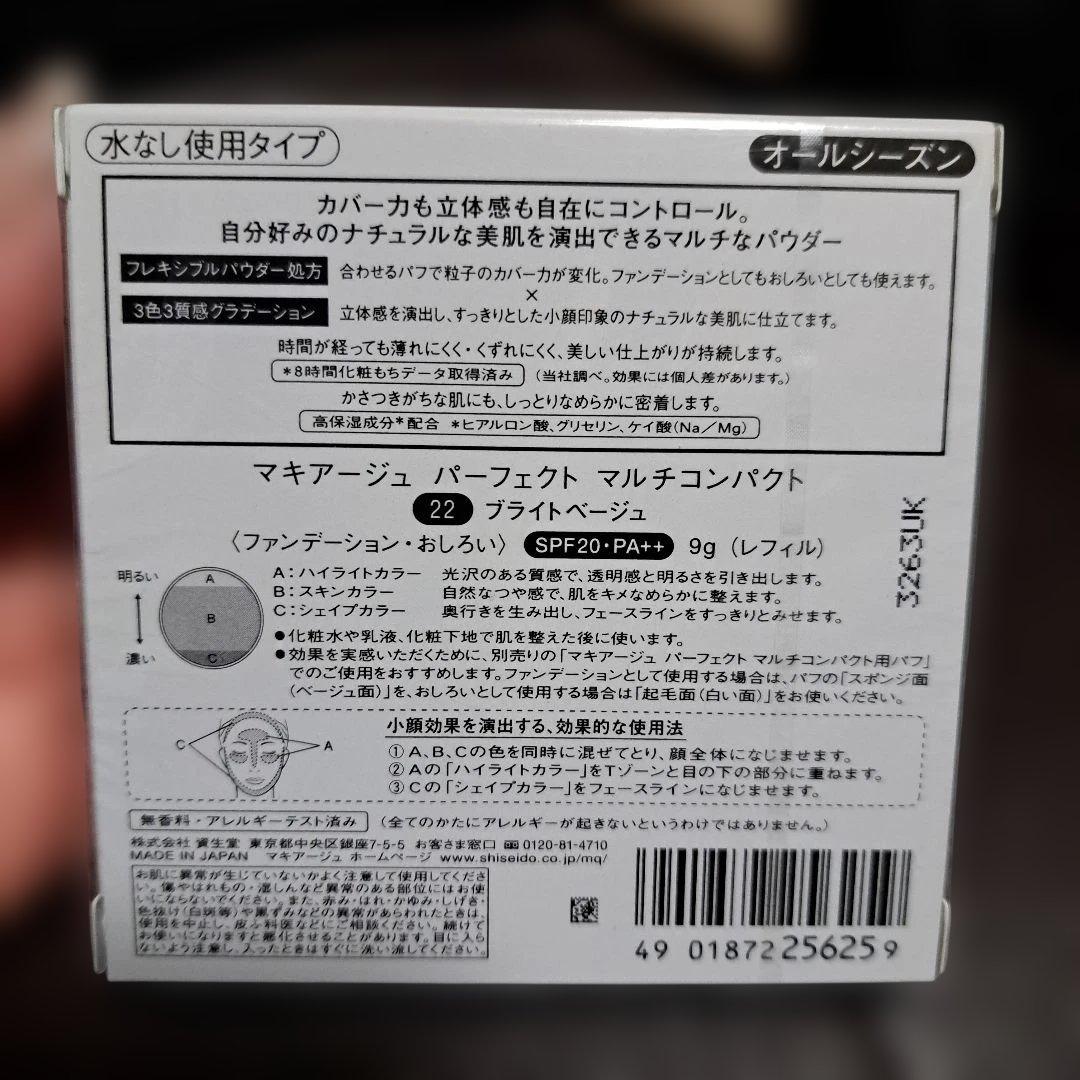 水なし使用タイプ
オールシーズン
カバー力も立体感も自在にコントロール。
自分好みのナチュラルな美肌を演出できるマルチなパウダー
フレキシブルパウダー処方 合わせるパフで粒子のカバー力が変化。ファンデーションとしてもおしろいとしても使えます。
×
3色3質感グラデーション 立体感を演出し、すっきりとした小顔印象のナチュラルな美肌に仕立てます。
時間が経っても薄れにくく・くずれにくく、美しい仕上がりが持続します。
*8時間化粧もちデータ取得済み （当社調べ。効果には個人差があります。）
かさつきがちな肌にも、しっとりなめらかに密着します。
高保湿成分*配合 *ヒアルロン酸、グリセリン、ケイ酸(Na／Mg)
マキアージュ パーフェクト マルチコンパクト
22 ブライトベージュ
〈ファンデーション・おしろい〉 SPF20・PA++ 9g（レフィル）
3263UK
明るい
濃い
A
B
C
A：ハイライトカラー 光沢のある質感で、透明感と明るさを引き出します。
B：スキンカラー 自然なつや感で、肌をキメなめらかに整えます。
C：シェイプカラー 奥行きを生み出し、フェースラインをすっきりとみせます。
●化粧水や乳液、化粧下地で肌を整えた後に使います。
●効果を実感いただくために、別売りの「マキアージュ パーフェクト マルチコンパクト用パフ」
でのご使用をおすすめします。ファンデーションとして使用する場合は、パフの「スポンジ面
（ベージュ面）」を、おしろいとして使用する場合は「起毛面（白い面）」をお使いください。
C
A
小顔効果を演出する、効果的な使用法
①A、B、Cの色を同時に混ぜてとり、顔全体になじませます。
②Aの「ハイライトカラー」をTゾーンと目の下の部分に重ねます。
③Cの「シェイプカラー」をフェースラインになじませます。
無香料・アレルギーテスト済み （全てのかたにアレルギーが起きないというわけではありません。）
株式会社 資生堂 東京都中央区銀座7-5-5 お客さま窓口 0120-81-4710
MADE IN JAPAN マキアージュ ホームページ www.shiseido.co.jp/mq/
お肌に異常が生じていないかよく注意して使用してくださ
い。傷やはれもの・湿しんなど異常のある部位にはお使
いにならないでください。また、赤み・はれ・かゆみ・しげき・
色抜け（白斑等）や黒ずみなどの異常があらわれたときは、
使用を中止し、皮ふ科医などにご相談ください。続けて
お使いになりますと悪化させることがあります。目に入ら
ないよう注意し、入ったときはすぐに洗い流してください。
49 01872 25625 9